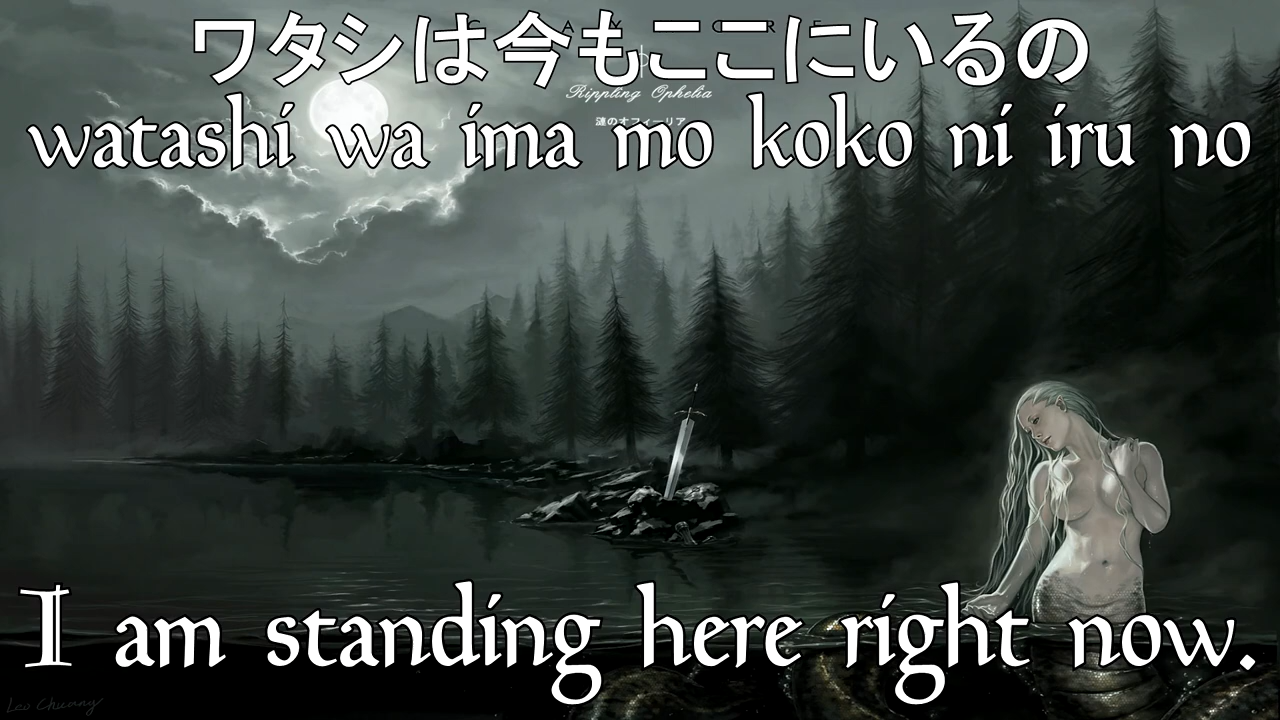 ワタシは今もここにいるの
Rippling Ophelia
漣のオフィーリア
watashi wa ima mo koko ni iru no
I am standing here right now.
Leo Chuang